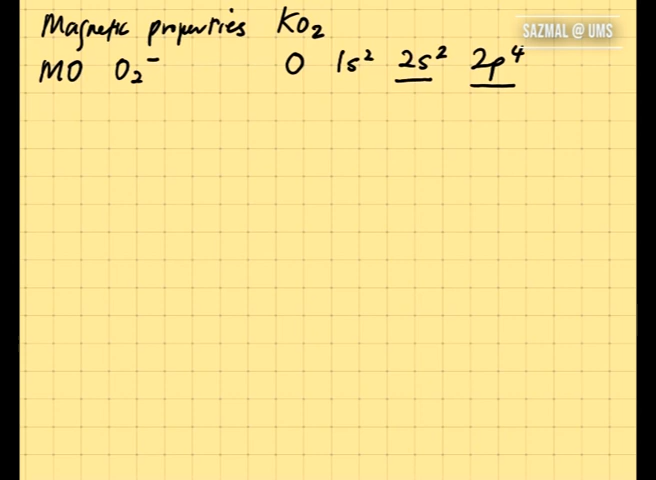 Magnetic properties KO₂
SAZMAL @ UMS
MO O₂⁻ O 1s² 2s² 2p⁴